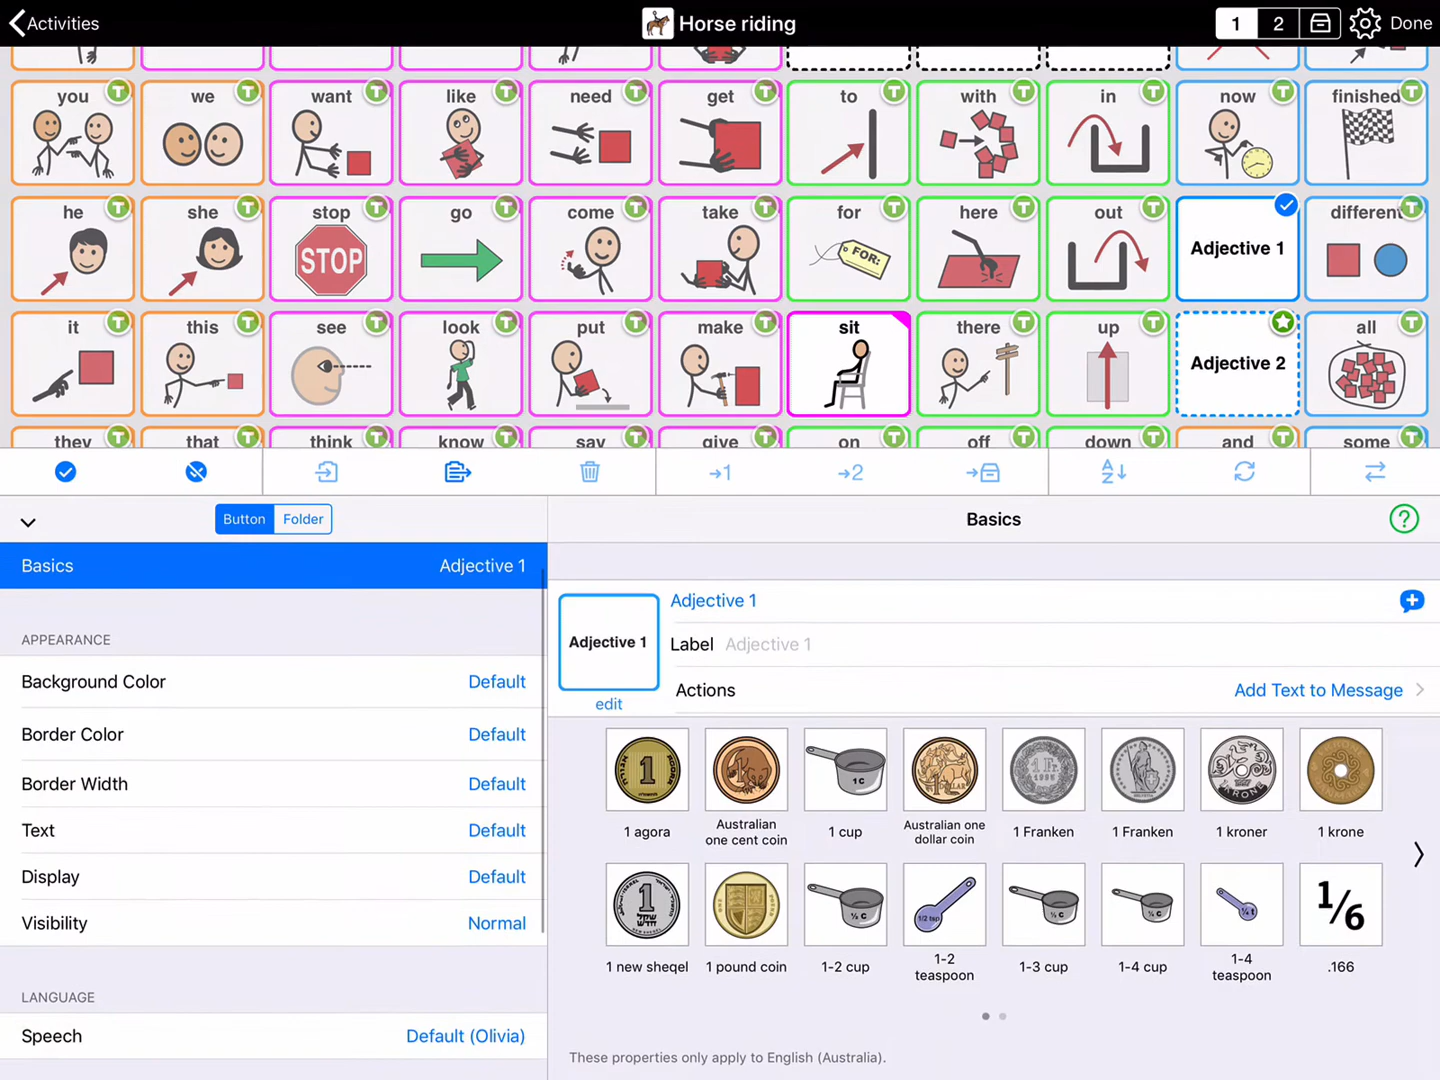 Activities
Horse riding
1
2
Done
you
we
want
like
need
get
to
with
in
now
finished
he
she
stop
go
come
take
for
here
out
Adjective 1
different
STOP
FOR:
it
this
see
look
put
make
sit
there
up
Adjective 2
all
they
that
think
know
say
give
on
off
down
and
some
→1
→2
A
Z
Button
Folder
Basics
Basics
Adjective 1
APPEARANCE
Background Color
Default
Border Color
Default
Border Width
Default
Text
Default
Display
Default
Visibility
Normal
LANGUAGE
Speech
Default (Olivia)
Adjective 1
edit
Adjective 1
Label
Adjective 1
Actions
Add Text to Message
1 agora
Australian
one cent coin
1 C
1 cup
Australian one
dollar coin
1 Franken
1 Franken
1 kroner
1 krone
1 new sheqel
1 pound coin
1-2 cup
1/2 tsp
1-2
teaspoon
1-3 cup
1-4 cup
1-4
teaspoon
1/6
.166
These properties only apply to English (Australia).